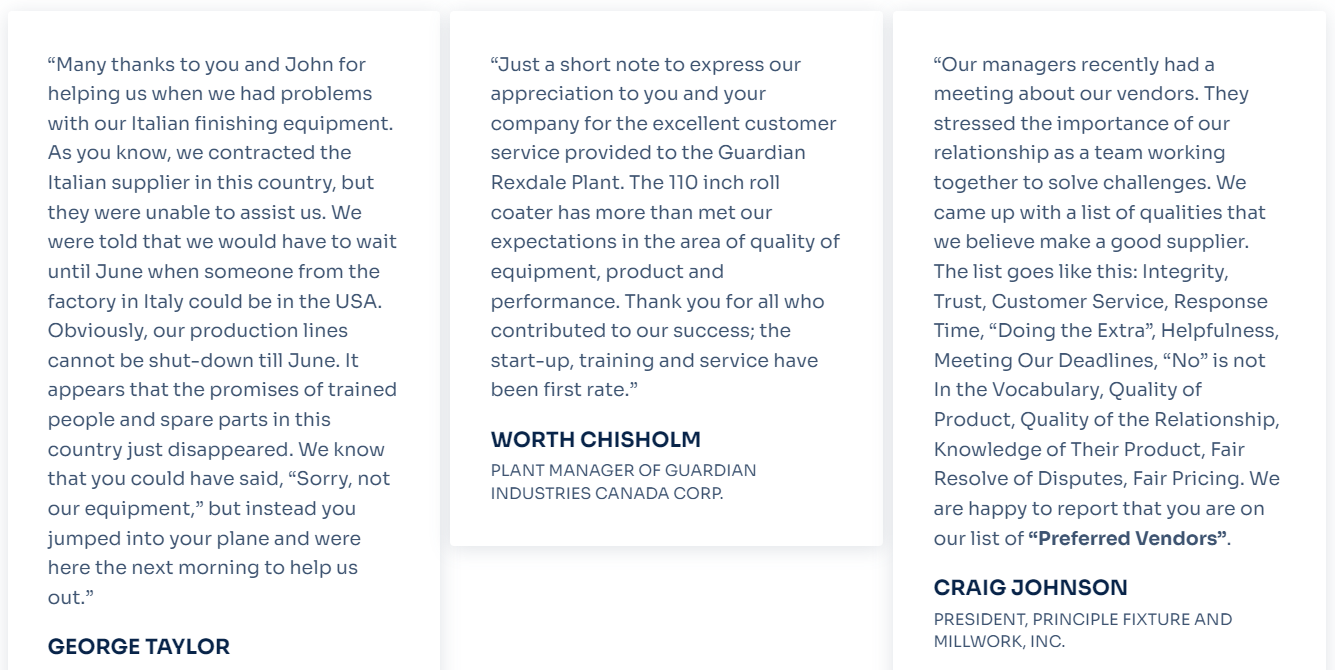 “Many thanks to you and John for
helping us when we had problems
with our Italian finishing equipment.
As you know, we contracted the
Italian supplier in this country, but
they were unable to assist us. We
were told that we would have to wait
until June when someone from the
factory in Italy could be in the USA.
Obviously, our production lines
cannot be shut-down till June. It
appears that the promises of trained
people and spare parts in this
country just disappeared. We know
that you could have said, “Sorry, not
our equipment,” but instead you
jumped into your plane and were
here the next morning to help us
out.”
GEORGE TAYLOR
“Just a short note to express our
appreciation to you and your
company for the excellent customer
service provided to the Guardian
Rexdale Plant. The 110 inch roll
coater has more than met our
expectations in the area of quality of
equipment, product and
performance. Thank you for all who
contributed to our success; the
start-up, training and service have
been first rate.”
WORTH CHISHOLM
PLANT MANAGER OF GUARDIAN
INDUSTRIES CANADA CORP.
“Our managers recently had a
meeting about our vendors. They
stressed the importance of our
relationship as a team working
together to solve challenges. We
came up with a list of qualities that
we believe make a good supplier.
The list goes like this: Integrity,
Trust, Customer Service, Response
Time, “Doing the Extra”, Helpfulness,
Meeting Our Deadlines, “No” is not
In the Vocabulary, Quality of
Product, Quality of the Relationship,
Knowledge of Their Product, Fair
Resolve of Disputes, Fair Pricing. We
are happy to report that you are on
our list of “Preferred Vendors”.
CRAIG JOHNSON
PRESIDENT, PRINCIPLE FIXTURE AND
MILLWORK, INC.